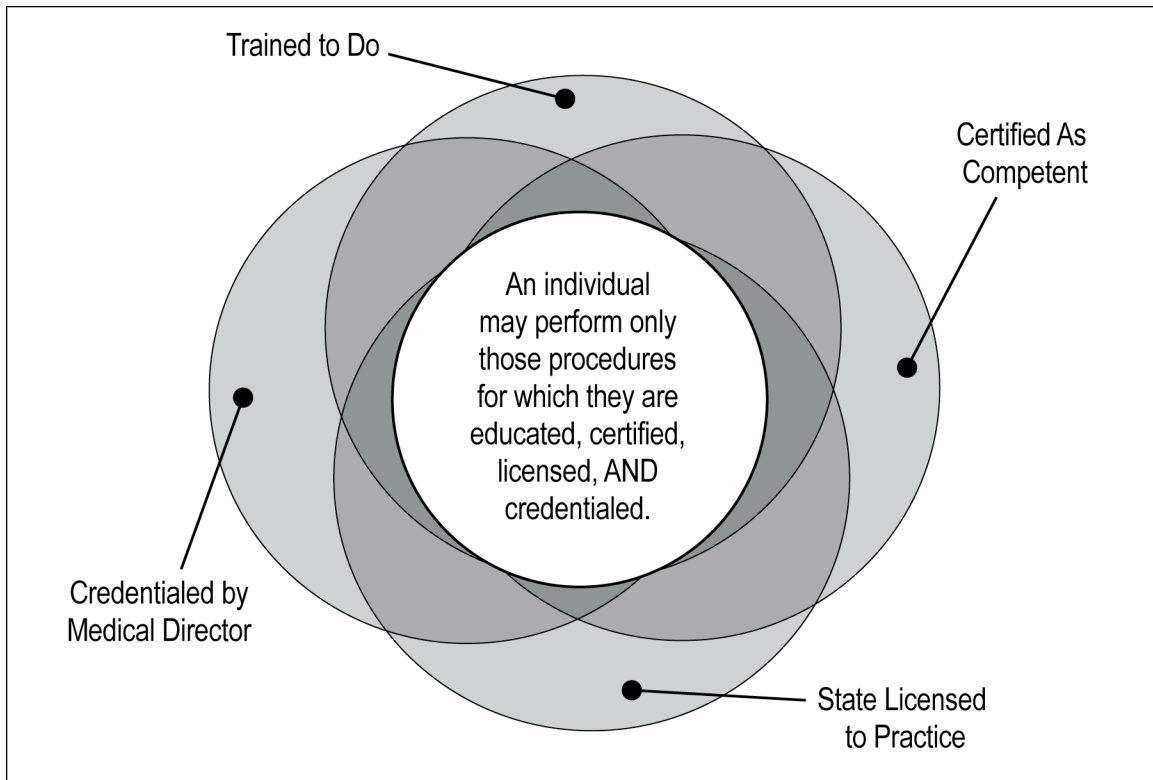 Trained to Do
Certified As
Competent
An individual
may perform only
those procedures
for which they are
educated, certified,
licensed, AND
credentialed.
Credentialed by
Medical Director
State Licensed
to Practice